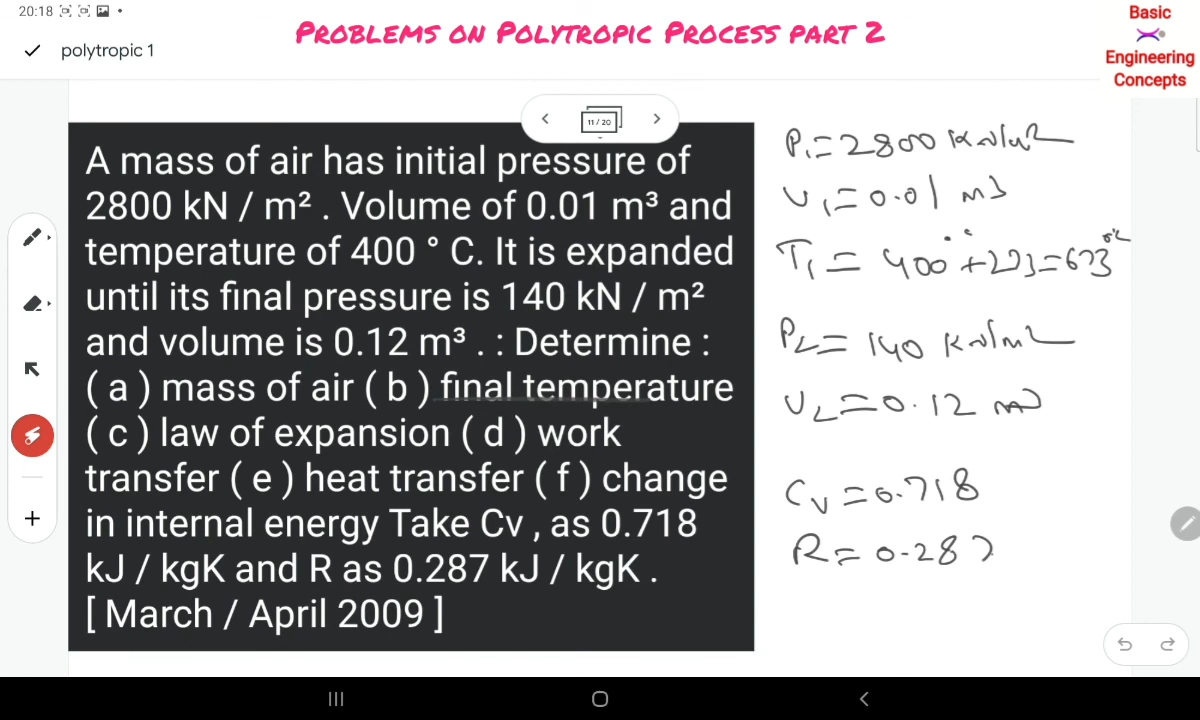 20:18
PROBLEMS ON POLYTROPIC PROCESS PART 2
Basic
Engineering
Concepts
polytropic 1
11 / 20
A mass of air has initial pressure of
2800 kN / m² . Volume of 0.01 m³ and
temperature of 400 ° C. It is expanded
until its final pressure is 140 kN / m²
and volume is 0.12 m³ . : Determine :
( a ) mass of air ( b ) final temperature
( c ) law of expansion ( d ) work
transfer ( e ) heat transfer ( f ) change
in internal energy Take Cv , as 0.718
kJ / kgK and R as 0.287 kJ / kgK .
[ March / April 2009 ]
P₁=2800 KN/m2
V₁=0.01 m3
T₁= 400°c+273=673°k
P2= 140 KN/m2
V2=0.12 m3
Cv=0.718
R=0.287